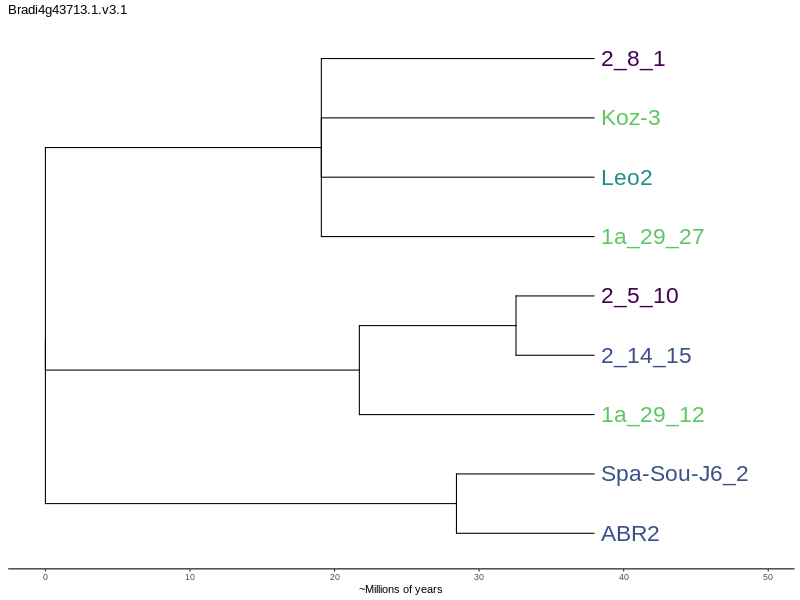 Bradi4g43713.1.v3.1
2_8_1
Koz-3
Leo2
1a_29_27
2_5_10
2_14_15
1a_29_12
Spa-Sou-J6_2
ABR2
0 10 20 30 40 50
~Millions of years